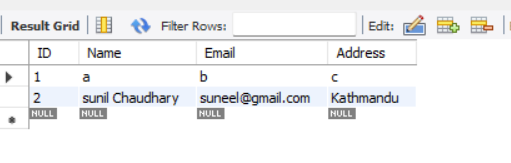 Result Grid Filter Rows: Edit:
ID Name Email Address
1 a b c
2 sunil Chaudhary suneel@gmail.com Kathmandu
NULL NULL NULL NULL